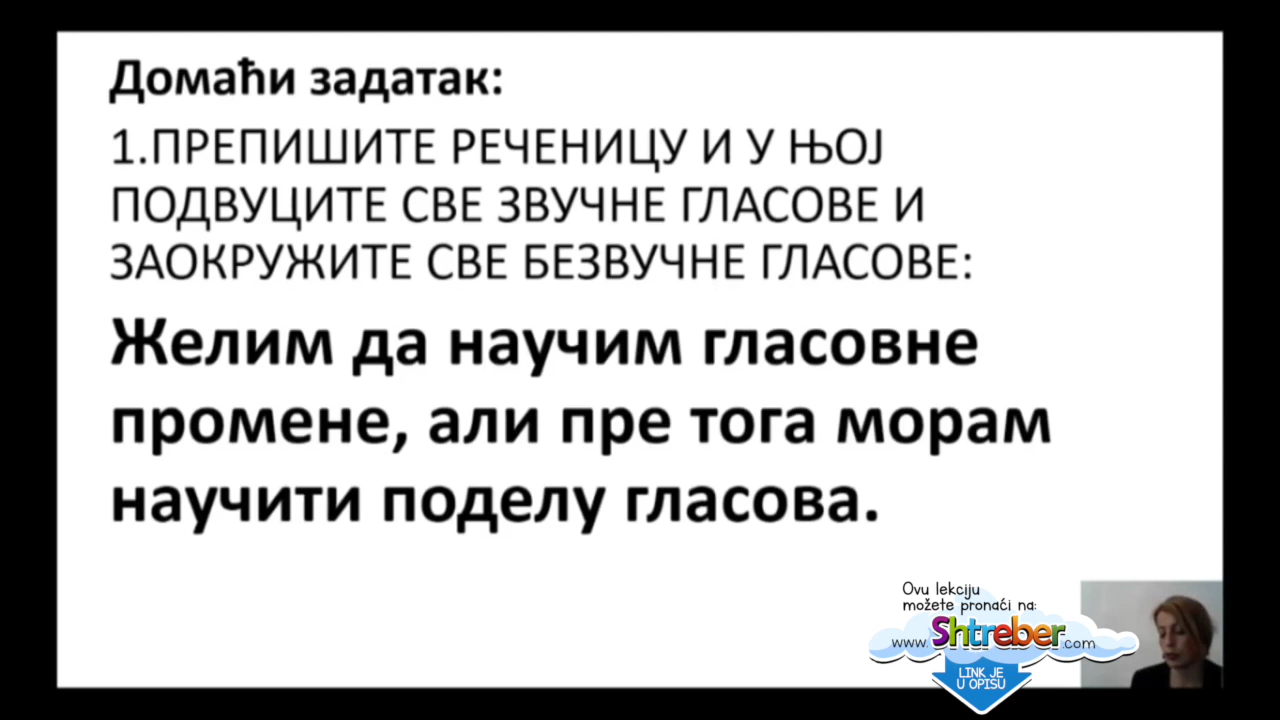 Домаћи задатак:
1.ПРЕПИШИТЕ РЕЧЕНИЦУ И У ЊОЈ
ПОДВУЦИТЕ СВЕ ЗВУЧНЕ ГЛАСОВЕ И
ЗАОКРУЖИТЕ СВЕ БЕЗВУЧНЕ ГЛАСОВЕ:
Желим да научим гласовне
промене, али пре тога морам
научити поделу гласова.
Ovu lekciju
možete pronaći na:
www.Shtreber.com
LINK JE
U OPISU